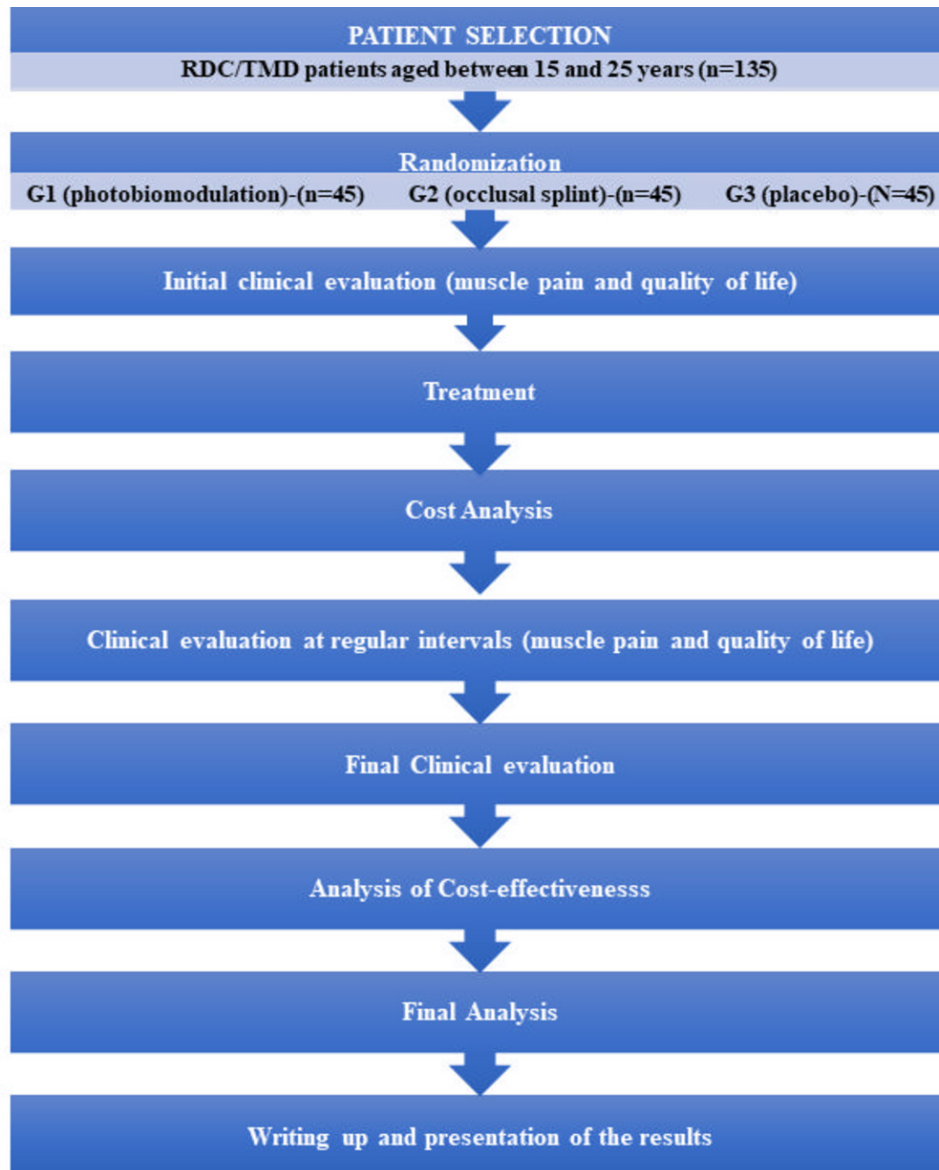 PATIENT SELECTION
RDC/TMD patients aged between 15 and 25 years (n=135)
Randomization
G1 (photobiomodulation)-(n=45) G2 (occlusal splint)-(n=45) G3 (placebo)-(N=45)
Initial clinical evaluation (muscle pain and quality of life)
Treatment
Cost Analysis
Clinical evaluation at regular intervals (muscle pain and quality of life)
Final Clinical evaluation
Analysis of Cost-effectivenesss
Final Analysis
Writing up and presentation of the results